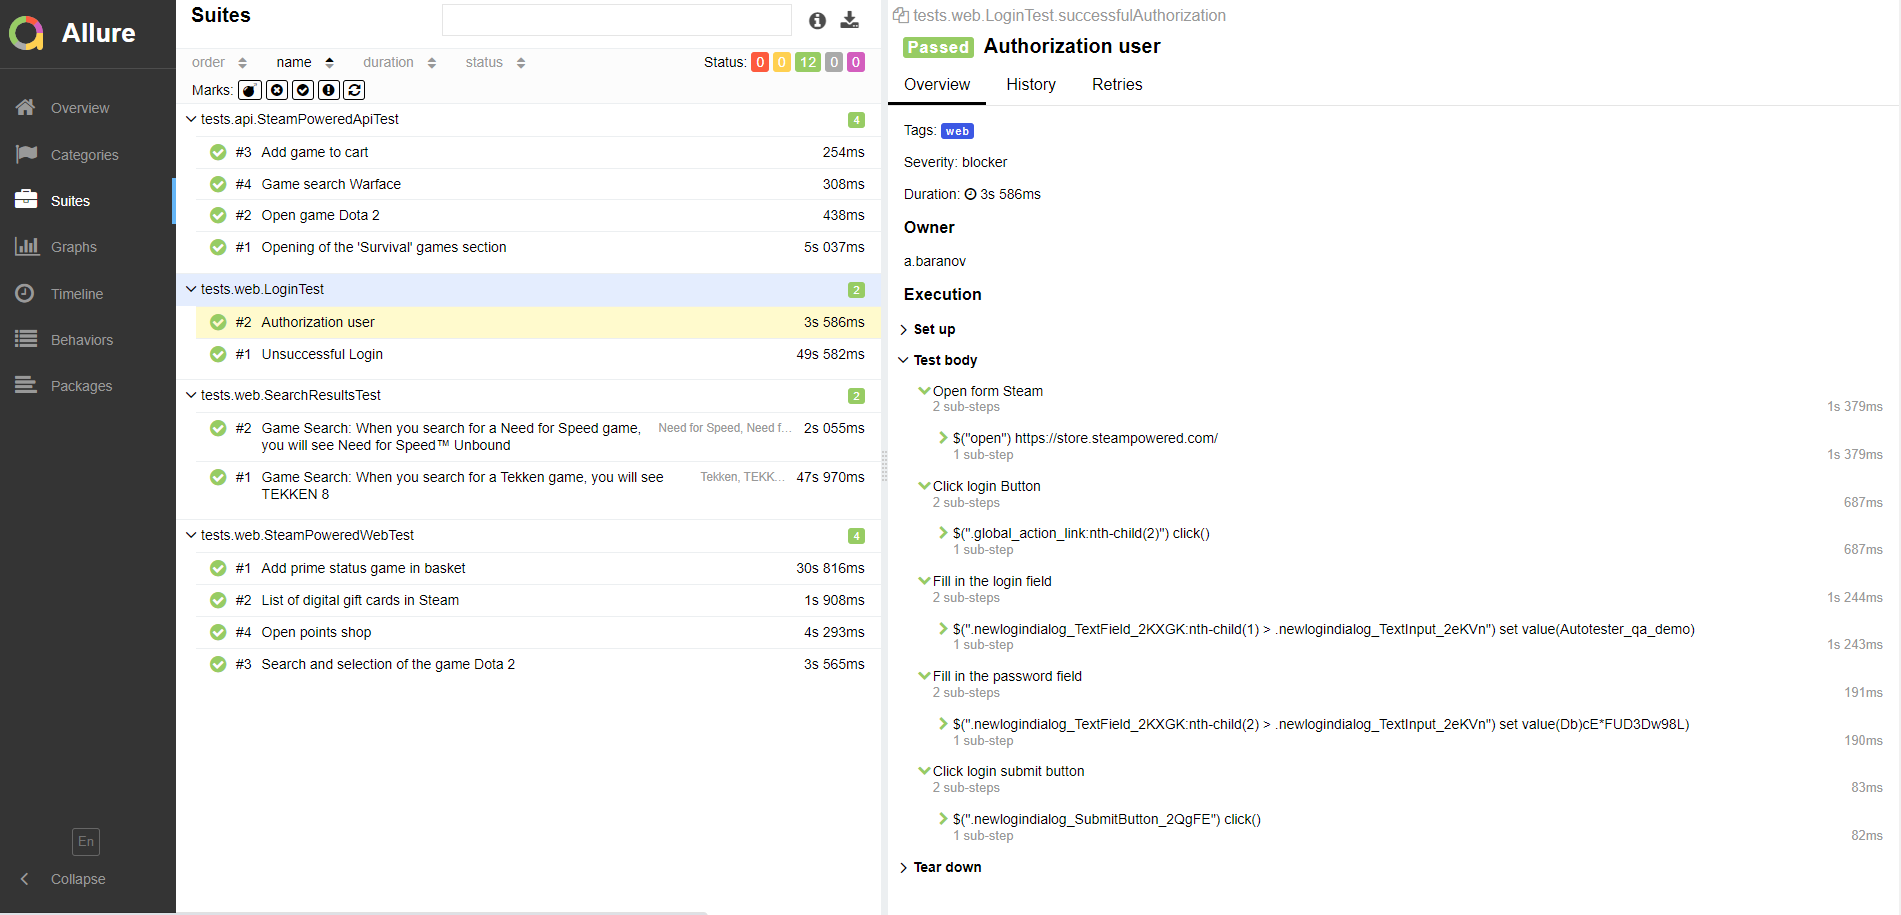 Allure
Overview
Categories
Suites
Graphs
Timeline
Behaviors
Packages
En
Collapse
Suites
order name duration status Status: 0 0 12 0 0
Marks:
tests.api.SteamPoweredApiTest 4
#3 Add game to cart 254ms
#4 Game search Warface 308ms
#2 Open game Dota 2 438ms
#1 Opening of the 'Survival' games section 5s 037ms
tests.web.LoginTest 2
#2 Authorization user 3s 586ms
#1 Unsuccessful Login 49s 582ms
tests.web.SearchResultsTest 2
#2 Game Search: When you search for a Need for Speed game, Need for Speed, Need f... 2s 055ms
you will see Need for Speed™ Unbound
#1 Game Search: When you search for a Tekken game, you will see Tekken, TEKK... 47s 970ms
TEKKEN 8
tests.web.SteamPoweredWebTest 4
#1 Add prime status game in basket 30s 816ms
#2 List of digital gift cards in Steam 1s 908ms
#4 Open points shop 4s 293ms
#3 Search and selection of the game Dota 2 3s 565ms
tests.web.LoginTest.successfulAuthorization
Passed Authorization user
Overview History Retries
Tags: web
Severity: blocker
Duration: 3s 586ms
Owner
a.baranov
Execution
Set up
Test body
Open form Steam
2 sub-steps 1s 379ms
$("open") https://store.steampowered.com/
1 sub-step 1s 379ms
Click login Button
2 sub-steps 687ms
$(".global_action_link:nth-child(2)") click()
1 sub-step 687ms
Fill in the login field
2 sub-steps 1s 244ms
$(".newlogindialog_TextField_2KXGK:nth-child(1) > .newlogindialog_TextInput_2eKVn") set value(Autotester_qa_demo)
1 sub-step 1s 243ms
Fill in the password field
2 sub-steps 191ms
$(".newlogindialog_TextField_2KXGK:nth-child(2) > .newlogindialog_TextInput_2eKVn") set value(Db)cE*FUD3Dw98L)
1 sub-step 190ms
Click login submit button
2 sub-steps 83ms
$(".newlogindialog_SubmitButton_2QgFE") click()
1 sub-step 82ms
Tear down